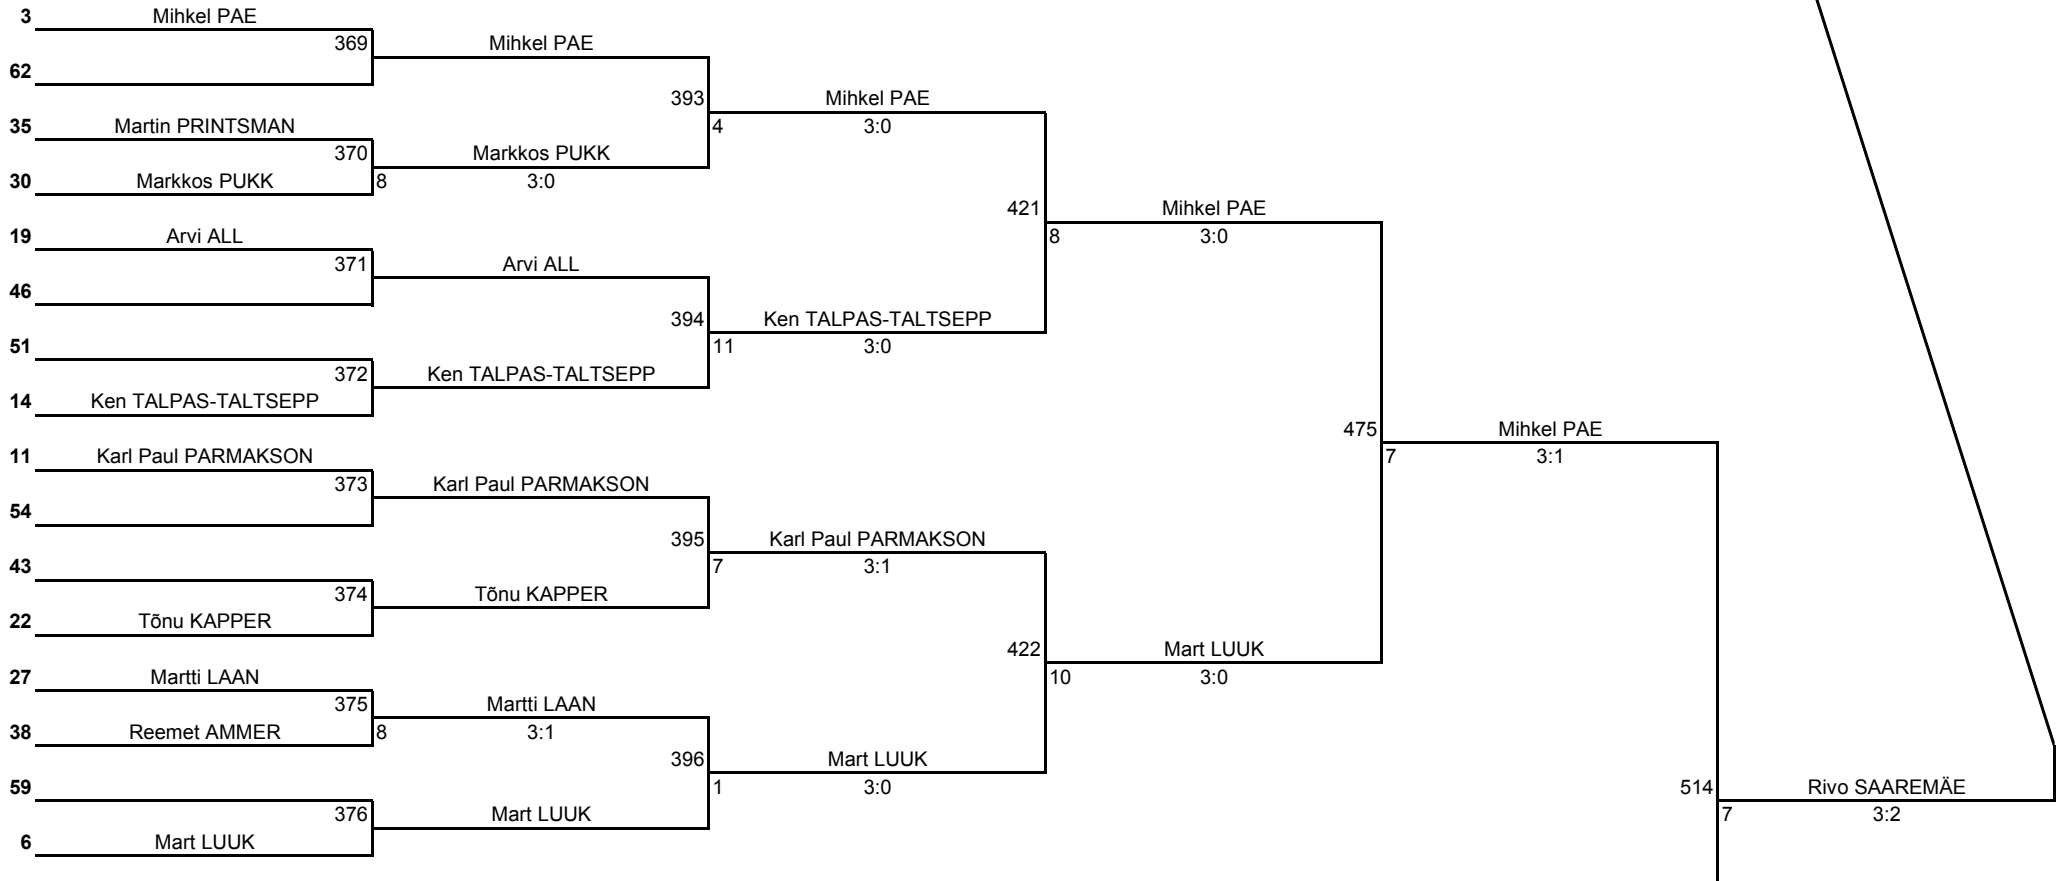 3 Mihkel PAE
369 Mihkel PAE
62
393 Mihkel PAE
35 Martin PRINTSMAN 4 3:0
370 Markkos PUKK
30 Markkos PUKK 8 3:0
421 Mihkel PAE
19 Arvi ALL 8 3:0
371 Arvi ALL
46
394 Ken TALPAS-TALTSEPP
51 11 3:0
372 Ken TALPAS-TALTSEPP
14 Ken TALPAS-TALTSEPP
475 Mihkel PAE
11 Karl Paul PARMAKSON 7 3:1
373 Karl Paul PARMAKSON
54
395 Karl Paul PARMAKSON
43 7 3:1
374 Tõnu KAPPER
22 Tõnu KAPPER
422 Mart LUUK
27 Martti LAAN 10 3:0
375 Martti LAAN
38 Reemet AMMER 8 3:1
396 Mart LUUK
59 1 3:0 514 Rivo SAAREMÄE
376 Mart LUUK 7 3:2
6 Mart LUUK